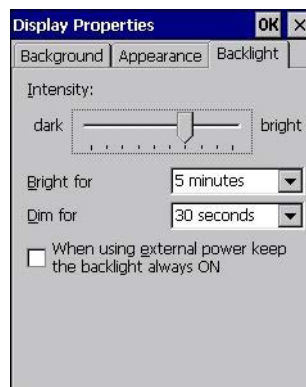 Display Properties OK ×
Background Appearance Backlight
Intensity:
dark bright
Bright for 5 minutes
Dim for 30 seconds
When using external power keep
the backlight always ON